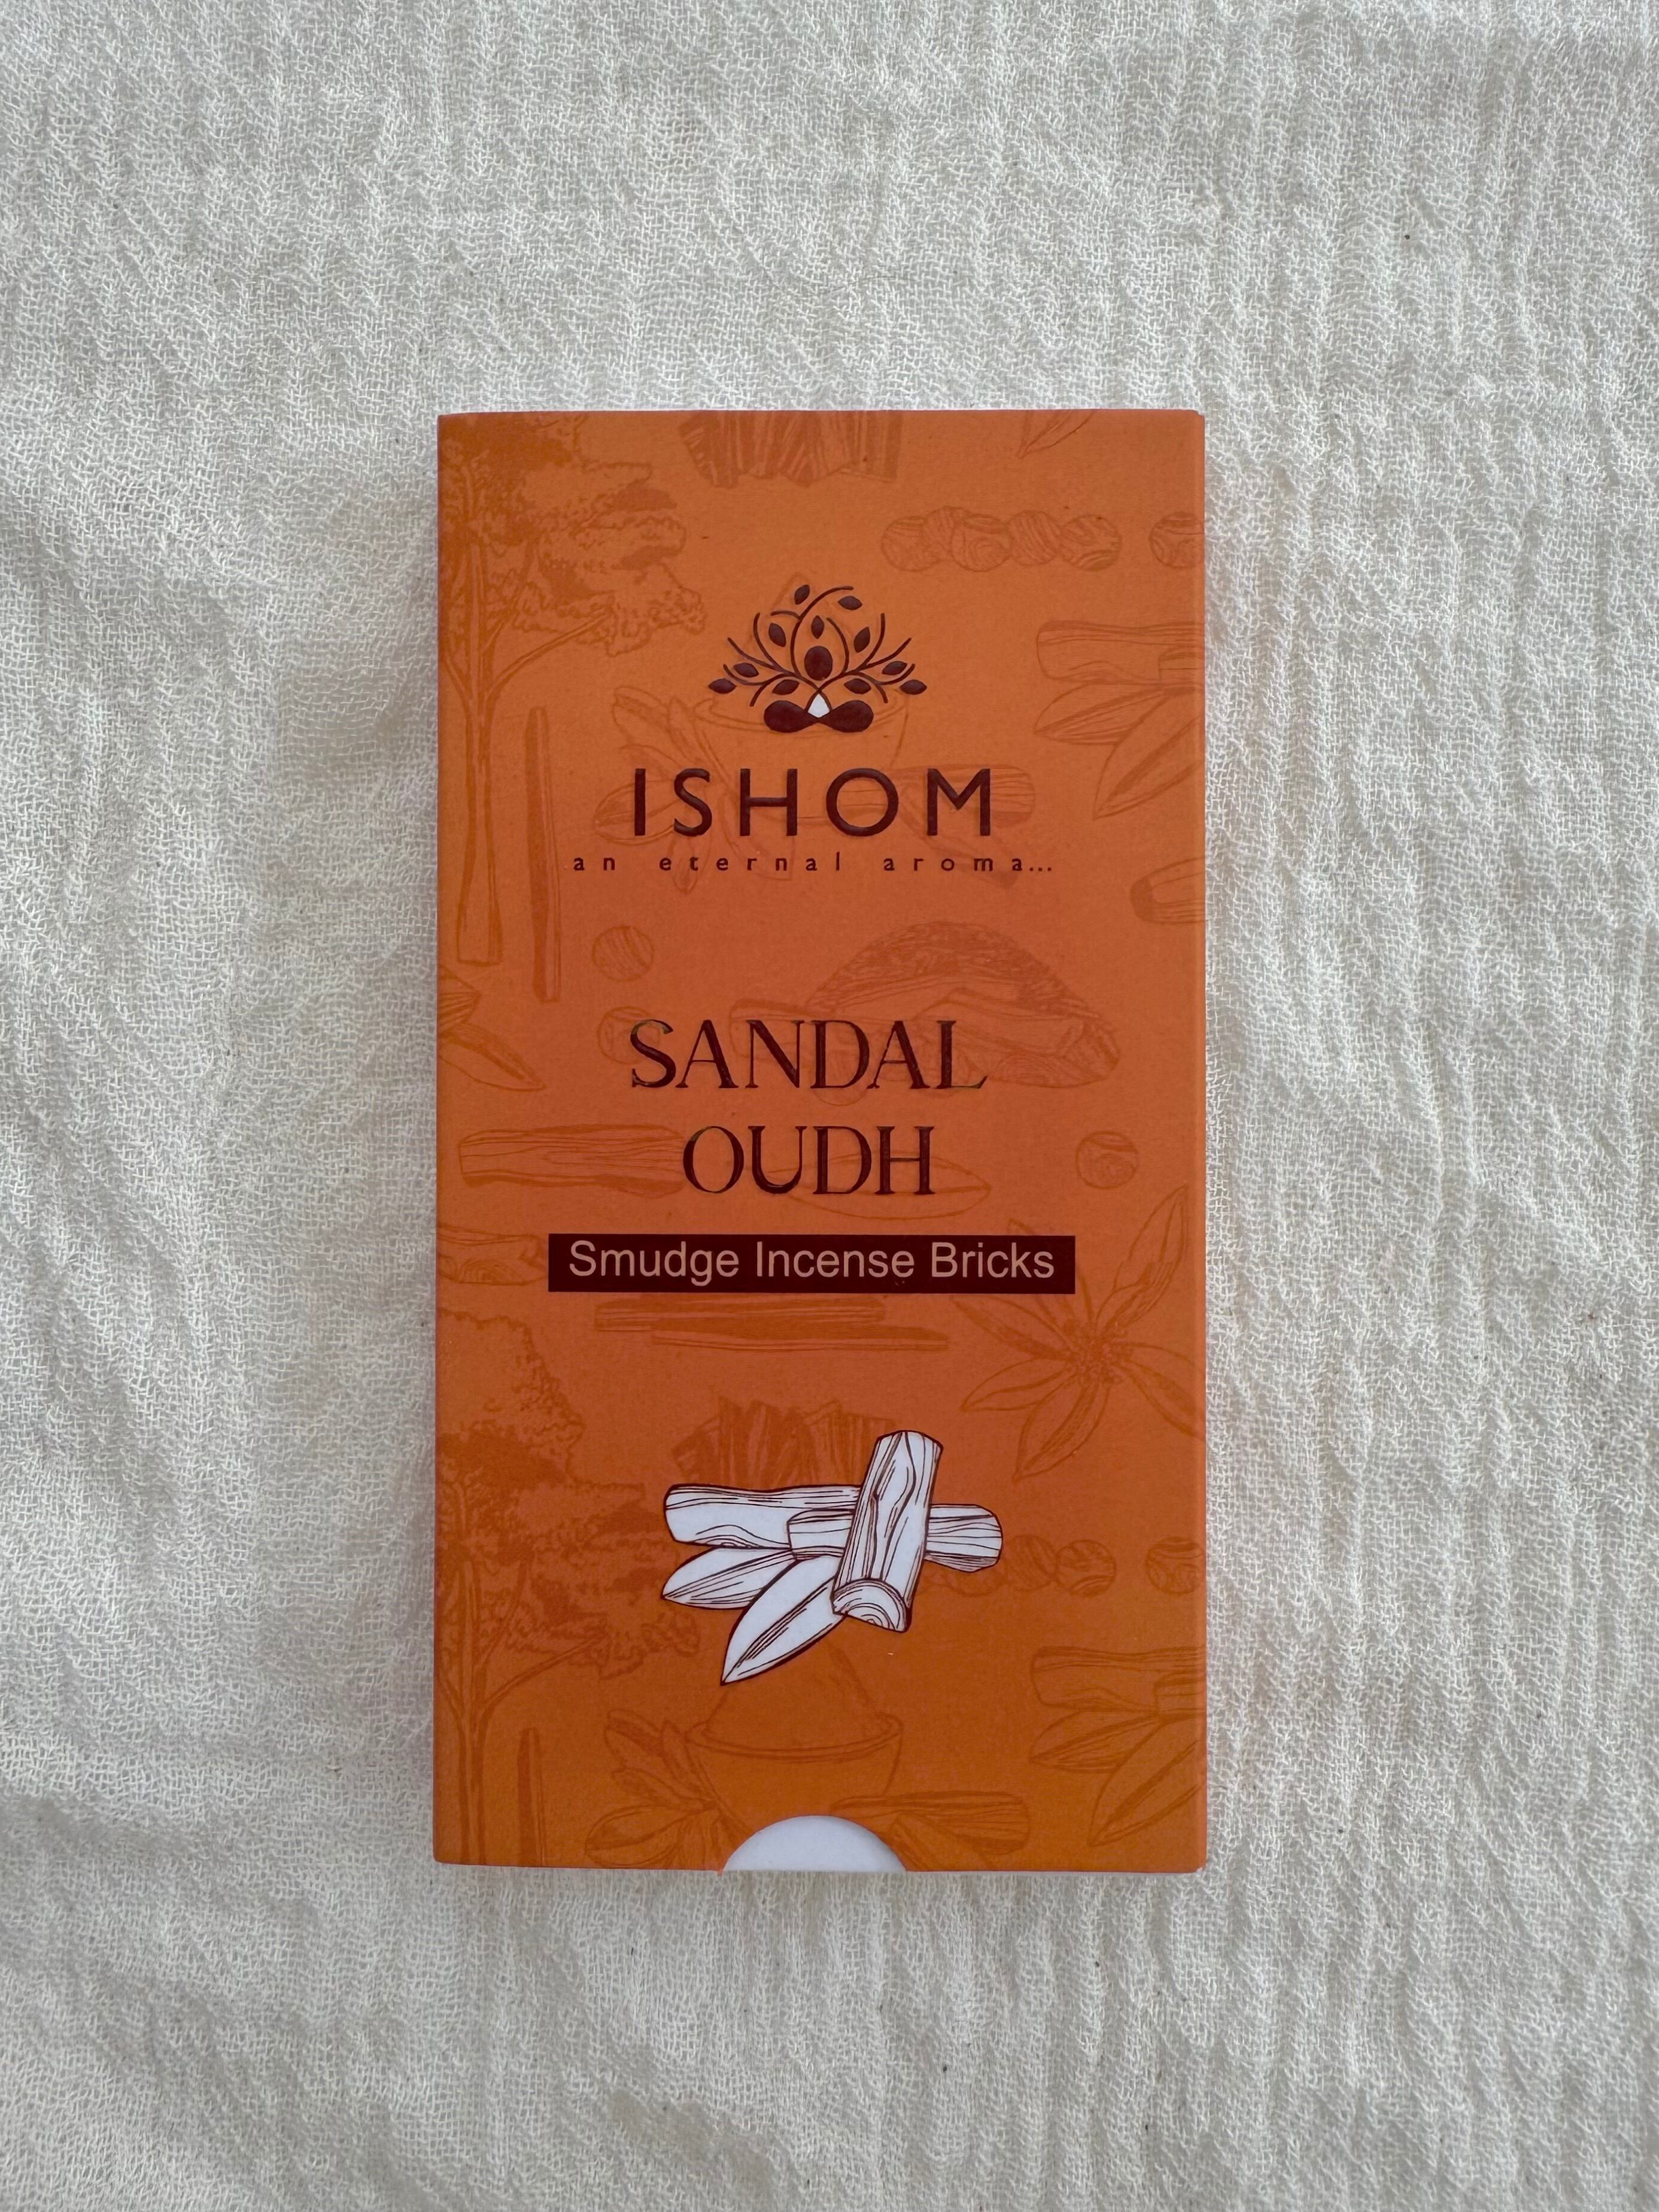 ISHOM
an eternal aroma...
SANDAL
OUDH
Smudge Incense Bricks